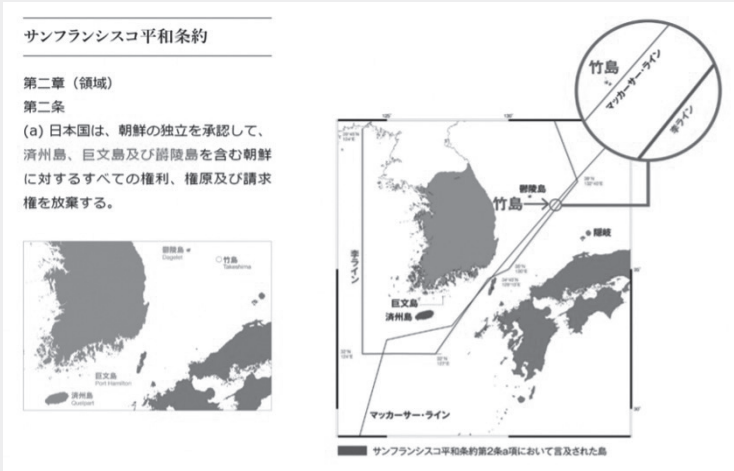 サンフランシスコ平和条約
第二章（領域）
第二条
(a) 日本国は、朝鮮の独立を承認して、
済州島、巨文島及び欝陵島を含む朝鮮
に対するすべての権利、権原及び請求
権を放棄する。
鬱陵島
Dagelet
竹島
Takeshima
巨文島
Port Hamilton
済州島
Quelpart
竹島
マッカーサー・ライン
李ライン
鬱陵島
竹島
隠岐
李ライン
巨文島
済州島
マッカーサー・ライン
サンフランシスコ平和条約第2条a項において言及された島